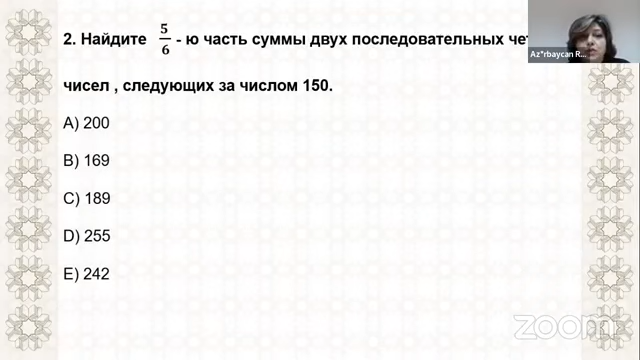 2. Найдите 5/6 - ю часть суммы двух последовательных чет
Az*rbaycan R...
чисел , следующих за числом 150.
A) 200
B) 169
C) 189
D) 255
E) 242
zoom